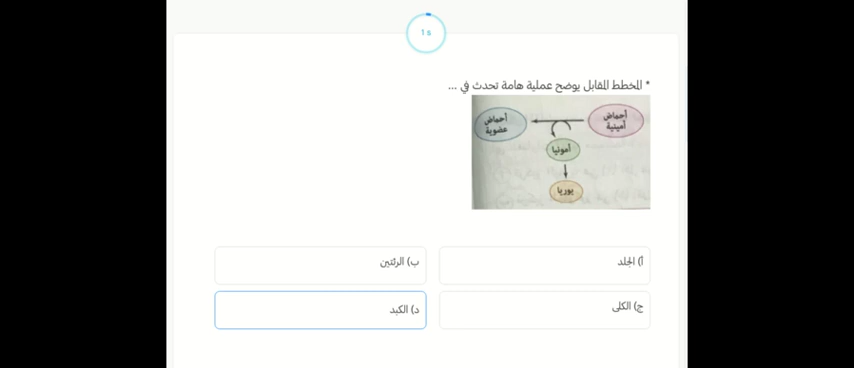 1 s
* المخطط المقابل يوضح عملية هامة تحدث في ...
أحماض أمينية
أحماض عضوية
أمونيا
يوريا
أ) الجلد
ب) الرئتين
ج) الكلى
د) الكبد